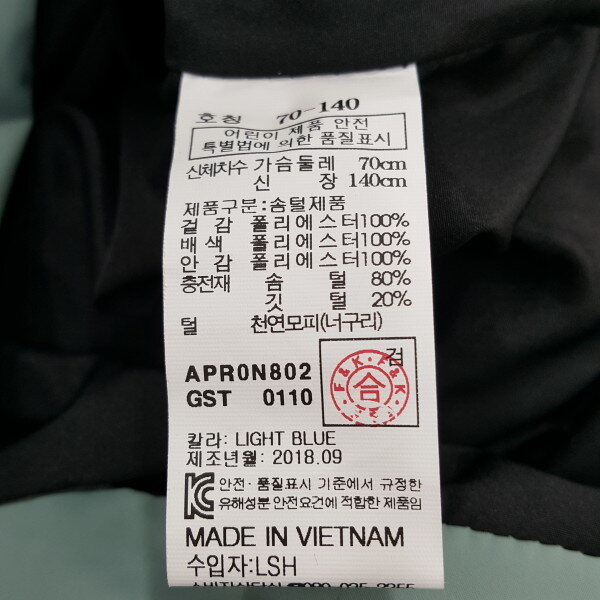 호칭 70-140
어린이 제품 안전
특별법에 의한 품질표시
신체치수 가슴둘레 70cm
신 장 140cm
제품구분:솜털제품
겉감 폴리에스터100%
배색 폴리에스터100%
안감 폴리에스터100%
충전재 솜털 80%
깃털 20%
털 천연모피(너구리)
APR0N802
GST 0110
검
F&K F&K
合
칼라: LIGHT BLUE
제조년월: 2018.09
KC 안전·품질표시 기준에서 규정한
유해성분 안전요건에 적합한 제품임
MADE IN VIETNAM
수입자:LSH